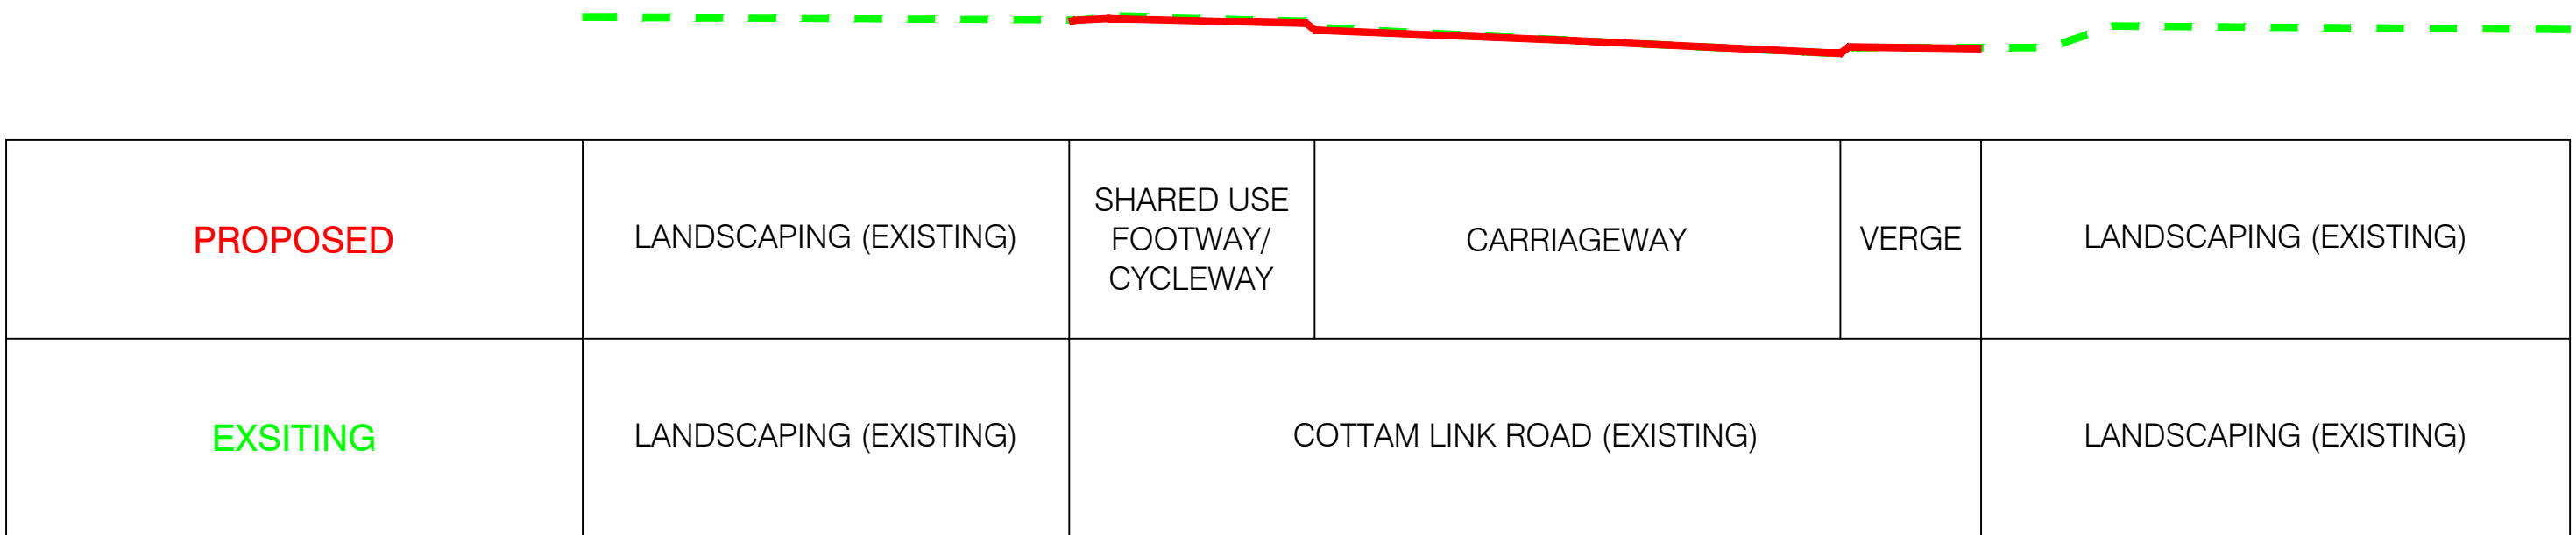 PROPOSED
LANDSCAPING (EXISTING)
SHARED USE
FOOTWAY/
CYCLEWAY
CARRIAGEWAY
VERGE
LANDSCAPING (EXISTING)
EXSITING
LANDSCAPING (EXISTING)
COTTAM LINK ROAD (EXISTING)
LANDSCAPING (EXISTING)